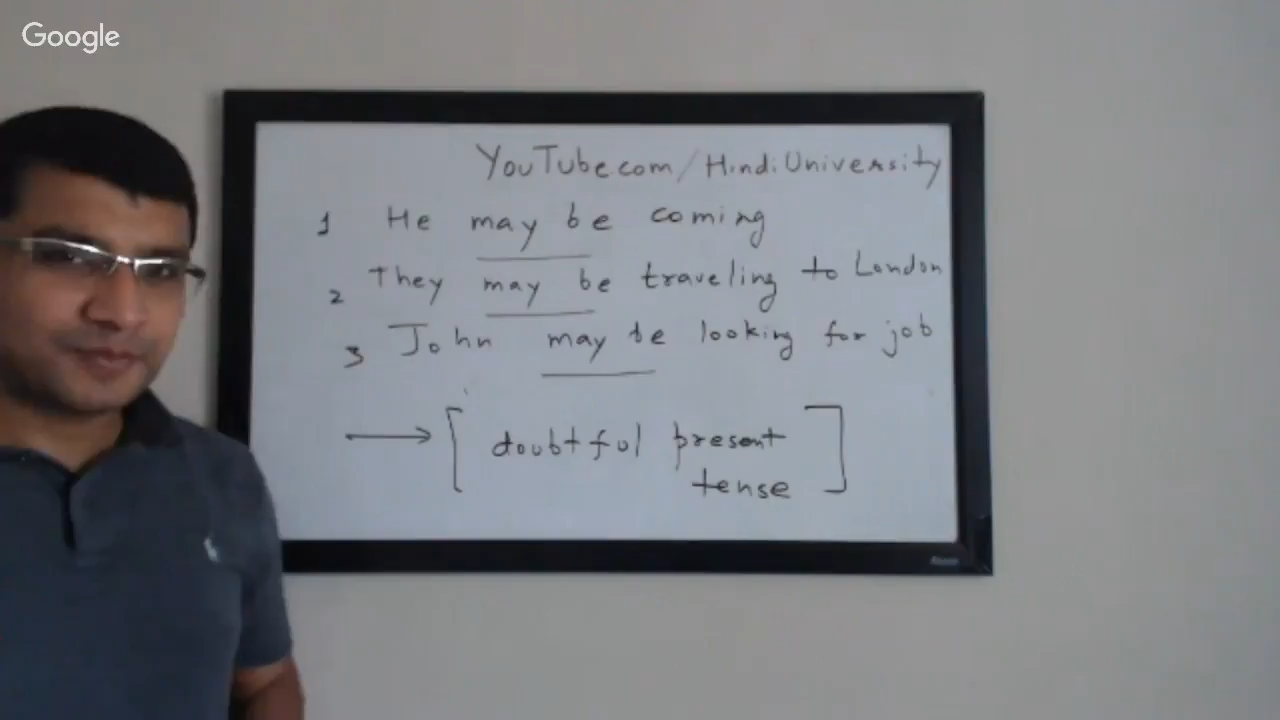 Google
YouTube.com/HindiUniversity
1 He may be coming
2 They may be traveling to London
3 John may be looking for job
→ [ doubtful present
tense ]